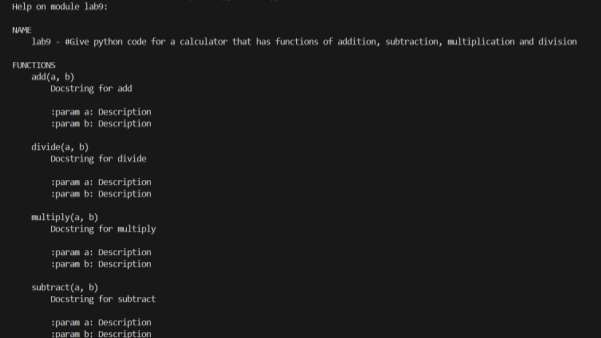 Help on module lab9:
NAME
lab9 - #Give python code for a calculator that has functions of addition, subtraction, multiplication and division
FUNCTIONS
add(a, b)
Docstring for add
:param a: Description
:param b: Description
divide(a, b)
Docstring for divide
:param a: Description
:param b: Description
multiply(a, b)
Docstring for multiply
:param a: Description
:param b: Description
subtract(a, b)
Docstring for subtract
:param a: Description
:param b: Description